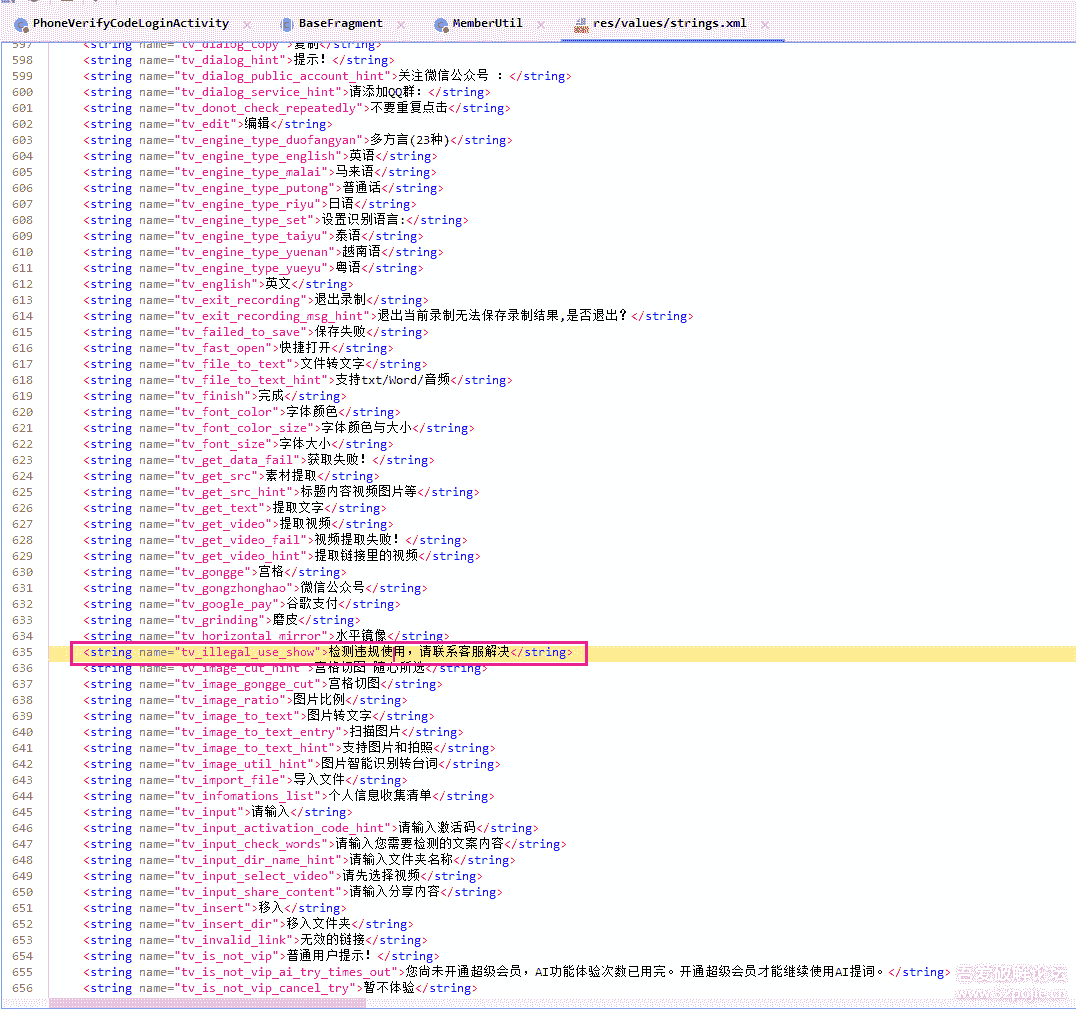 PhoneVerifyCodeLoginActivity × BaseFragment × MemberUtil × res/values/strings.xml ×
597 <string name="tv_dialog_copy">复制</string>
598 <string name="tv_dialog_hint">提示！</string>
599 <string name="tv_dialog_public_account_hint">关注微信公众号 ：</string>
600 <string name="tv_dialog_service_hint">请添加QQ群：</string>
601 <string name="tv_donot_check_repeatedly">不要重复点击</string>
602 <string name="tv_edit">编辑</string>
603 <string name="tv_engine_type_duofangyan">多方言(23种)</string>
604 <string name="tv_engine_type_english">英语</string>
605 <string name="tv_engine_type_malai">马来语</string>
606 <string name="tv_engine_type_putong">普通话</string>
607 <string name="tv_engine_type_riyu">日语</string>
608 <string name="tv_engine_type_set">设置识别语言:</string>
609 <string name="tv_engine_type_taiyu">泰语</string>
610 <string name="tv_engine_type_yuenan">越南语</string>
611 <string name="tv_engine_type_yueyu">粤语</string>
612 <string name="tv_english">英文</string>
613 <string name="tv_exit_recording">退出录制</string>
614 <string name="tv_exit_recording_msg_hint">退出当前录制无法保存录制结果,是否退出？</string>
615 <string name="tv_failed_to_save">保存失败</string>
616 <string name="tv_fast_open">快捷打开</string>
617 <string name="tv_file_to_text">文件转文字</string>
618 <string name="tv_file_to_text_hint">支持txt/Word/音频</string>
619 <string name="tv_finish">完成</string>
620 <string name="tv_font_color">字体颜色</string>
621 <string name="tv_font_color_size">字体颜色与大小</string>
622 <string name="tv_font_size">字体大小</string>
623 <string name="tv_get_data_fail">获取失败！</string>
624 <string name="tv_get_src">素材提取</string>
625 <string name="tv_get_src_hint">标题内容视频图片等</string>
626 <string name="tv_get_text">提取文字</string>
627 <string name="tv_get_video">提取视频</string>
628 <string name="tv_get_video_fail">视频提取失败！</string>
629 <string name="tv_get_video_hint">提取链接里的视频</string>
630 <string name="tv_gongge">宫格</string>
631 <string name="tv_gongzhonghao">微信公众号</string>
632 <string name="tv_google_pay">谷歌支付</string>
633 <string name="tv_grinding">磨皮</string>
634 <string name="tv_horizontal_mirror">水平镜像</string>
635 <string name="tv_illegal_use_show">检测违规使用，请联系客服解决</string>
636 <string name="tv_image_cut_hint">宫格切图 随心所选</string>
637 <string name="tv_image_gongge_cut">宫格切图</string>
638 <string name="tv_image_ratio">图片比例</string>
639 <string name="tv_image_to_text">图片转文字</string>
640 <string name="tv_image_to_text_entry">扫描图片</string>
641 <string name="tv_image_to_text_hint">支持图片和拍照</string>
642 <string name="tv_image_util_hint">图片智能识别转台词</string>
643 <string name="tv_import_file">导入文件</string>
644 <string name="tv_infomations_list">个人信息收集清单</string>
645 <string name="tv_input">请输入</string>
646 <string name="tv_input_activation_code_hint">请输入激活码</string>
647 <string name="tv_input_check_words">请输入您需要检测的文案内容</string>
648 <string name="tv_input_dir_name_hint">请输入文件夹名称</string>
649 <string name="tv_input_select_video">请先选择视频</string>
650 <string name="tv_input_share_content">请输入分享内容</string>
651 <string name="tv_insert">移入</string>
652 <string name="tv_insert_dir">移入文件夹</string>
653 <string name="tv_invalid_link">无效的链接</string>
654 <string name="tv_is_not_vip">普通用户提示！</string>
655 <string name="tv_is_not_vip_ai_try_times_out">您尚未开通超级会员，AI功能体验次数已用完。开通超级会员才能继续使用AI提词。</string>
656 <string name="tv_is_not_vip_cancel_try">暂不体验</string>
吾爱破解论坛
www.52pojie.cn